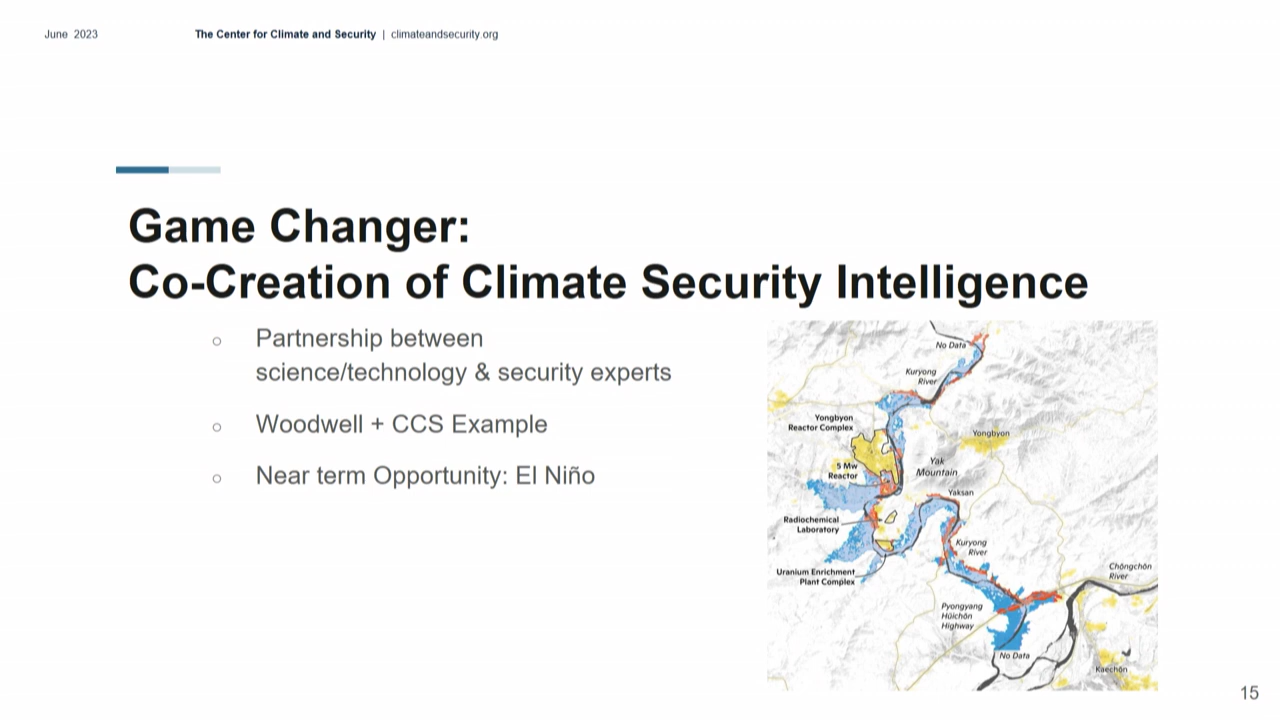 June 2023
The Center for Climate and Security | climateandsecurity.org
Game Changer:
Co-Creation of Climate Security Intelligence
○ Partnership between
science/technology & security experts
○ Woodwell + CCS Example
○ Near term Opportunity: El Niño
No Data
Kuryong
River
Yongbyon
Reactor Complex
Yongbyon
5 Mw
Reactor
Yak
Mountain
Yaksan
Radiochemical
Laboratory
Kuryong
River
Uranium Enrichment
Plant Complex
Chŏngchŏn
River
Pyongyang
Hŭichŏn
Highway
No Data
Kaechŏn
15